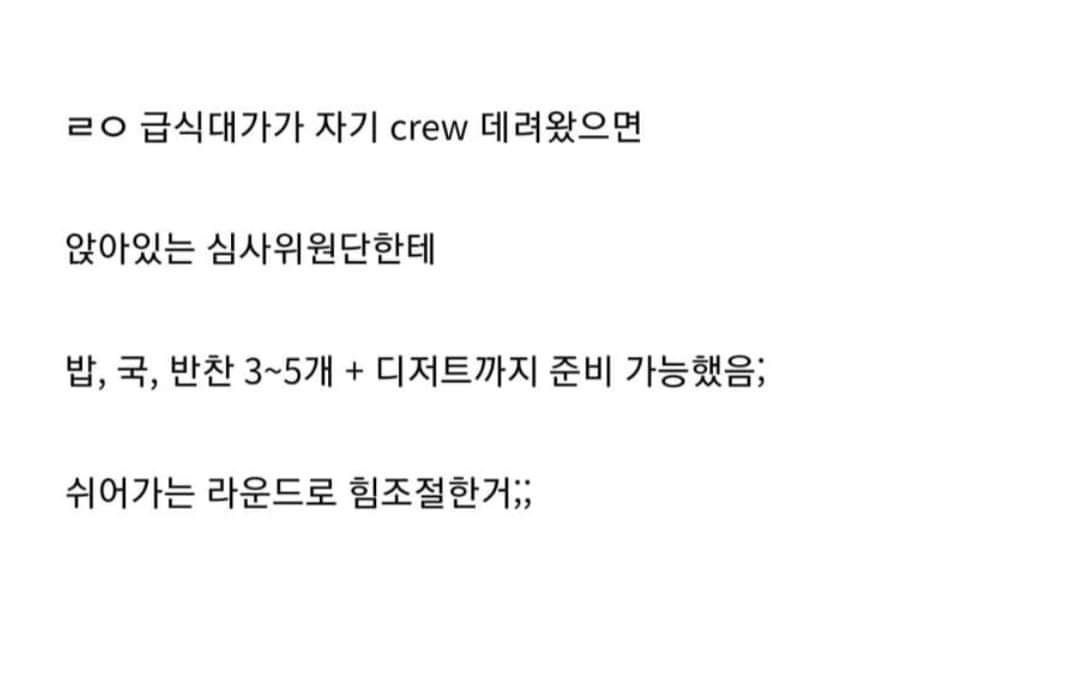 ㄹㅇ 급식대가가 자기 crew 데려왔으면
앉아있는 심사위원단한테
밥, 국, 반찬 3~5개 + 디저트까지 준비 가능했음;
쉬어가는 라운드로 힘조절한거;;